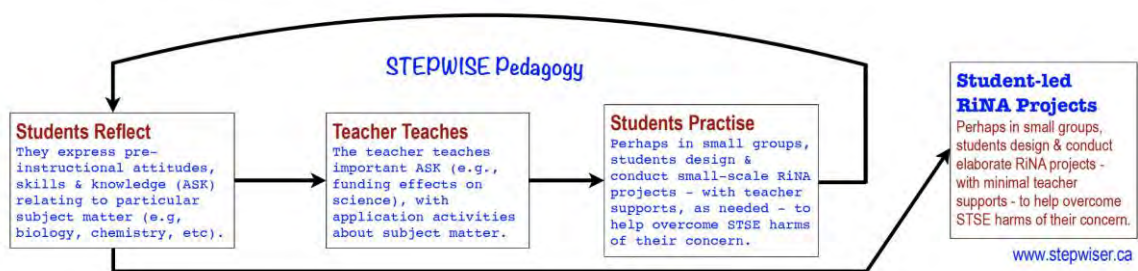 STEPWISE Pedagogy
Students Reflect
They express pre-
instructional attitudes,
skills & knowledge (ASK)
relating to particular
subject matter (e.g,
biology, chemistry, etc).
Teacher Teaches
The teacher teaches
important ASK (e.g.,
funding effects on
science), with
application activities
about subject matter.
Students Practise
Perhaps in small groups,
students design &
conduct small-scale RiNA
projects - with teacher
supports, as needed - to
help overcome STSE harms
of their concern.
Student-led
RiNA Projects
Perhaps in small groups,
students design & conduct
elaborate RiNA projects -
with minimal teacher
supports - to help overcome
STSE harms of their concern.
www.stepwiser.ca